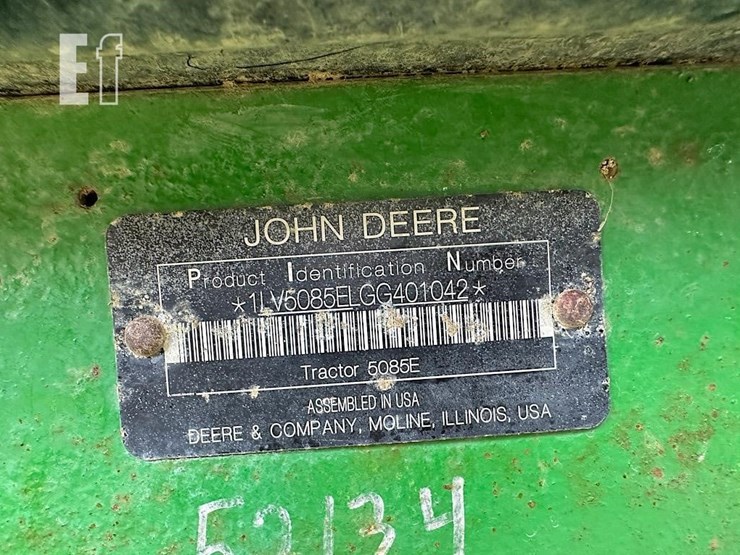 Ef
JOHN DEERE
Product Identification Number
*1LV5085ELGG401042*
Tractor 5085E
ASSEMBLED IN USA
DEERE & COMPANY, MOLINE, ILLINOIS, USA
52134